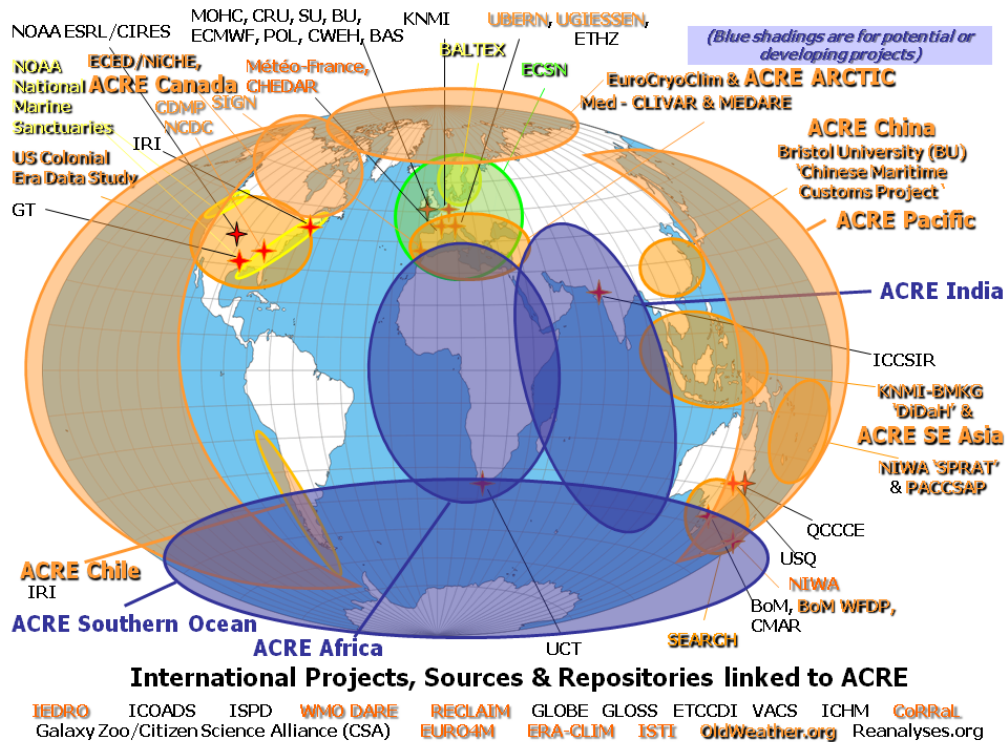 NOAA ESRL/CIRES
MOHC, CRU, SU, BU,
ECMWF, POL, CWEH, BAS
KNMI
UBERN, UGIESSEN,
ETHZ
(Blue shadings are for potential or
developing projects)
NOAA
National
Marine
Sanctuaries
ECED/NiCHE,
ACRE Canada
CDMP SIGN
NCDC
Météo-France,
CHEDAR
BALTEX
ECSN
EuroCryoClim & ACRE ARCTIC
Med - CLIVAR & MEDARE
IRI
US Colonial
Era Data Study
GT
ACRE China
Bristol University (BU)
'Chinese Maritime
Customs Project'
ACRE Pacific
ACRE India
ICCSIR
KNMI-BMKG
'DiDaH' &
ACRE SE Asia
NIWA 'SPRAT'
& PACCSAP
QCCCE
USQ
NIWA
BoM, BoM WFDP,
CMAR
SEARCH
ACRE Chile
IRI
ACRE Southern Ocean
ACRE Africa
UCT
International Projects, Sources & Repositories linked to ACRE
IEDRO ICOADS ISPD WMO DARE RECLAIM GLOBE GLOSS ETCCDI VACS ICHM CoRRaL
Galaxy Zoo/Citizen Science Alliance (CSA) EURO4M ERA-CLIM ISTI OldWeather.org Reanalyses.org